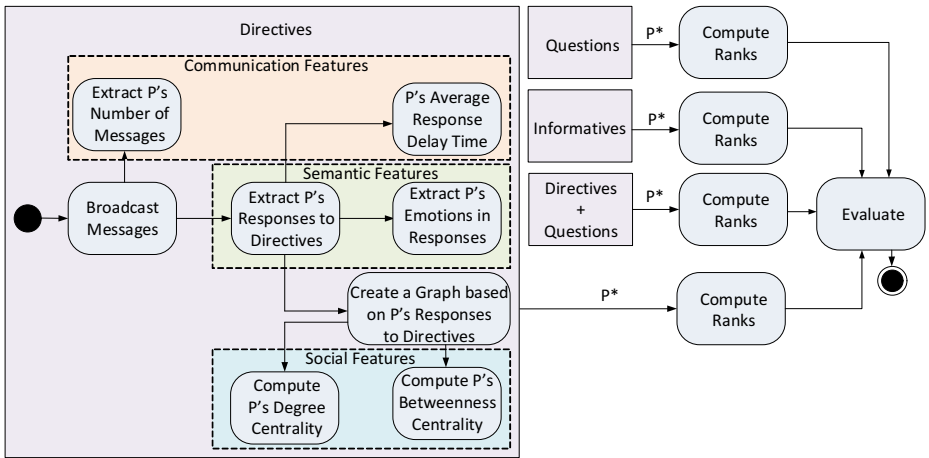 Directives
Communication Features
Extract P's
Number of
Messages
P's Average
Response
Delay Time
Semantic Features
Broadcast
Messages
Extract P's
Responses to
Directives
Extract P's
Emotions in
Responses
Create a Graph based
on P's Responses
to Directives
Social Features
Compute
P's Degree
Centrality
Compute P's
Betweenness
Centrality
Questions
P*
Compute
Ranks
Informatives
P*
Compute
Ranks
Directives
+
Questions
P*
Compute
Ranks
P*
Compute
Ranks
Evaluate